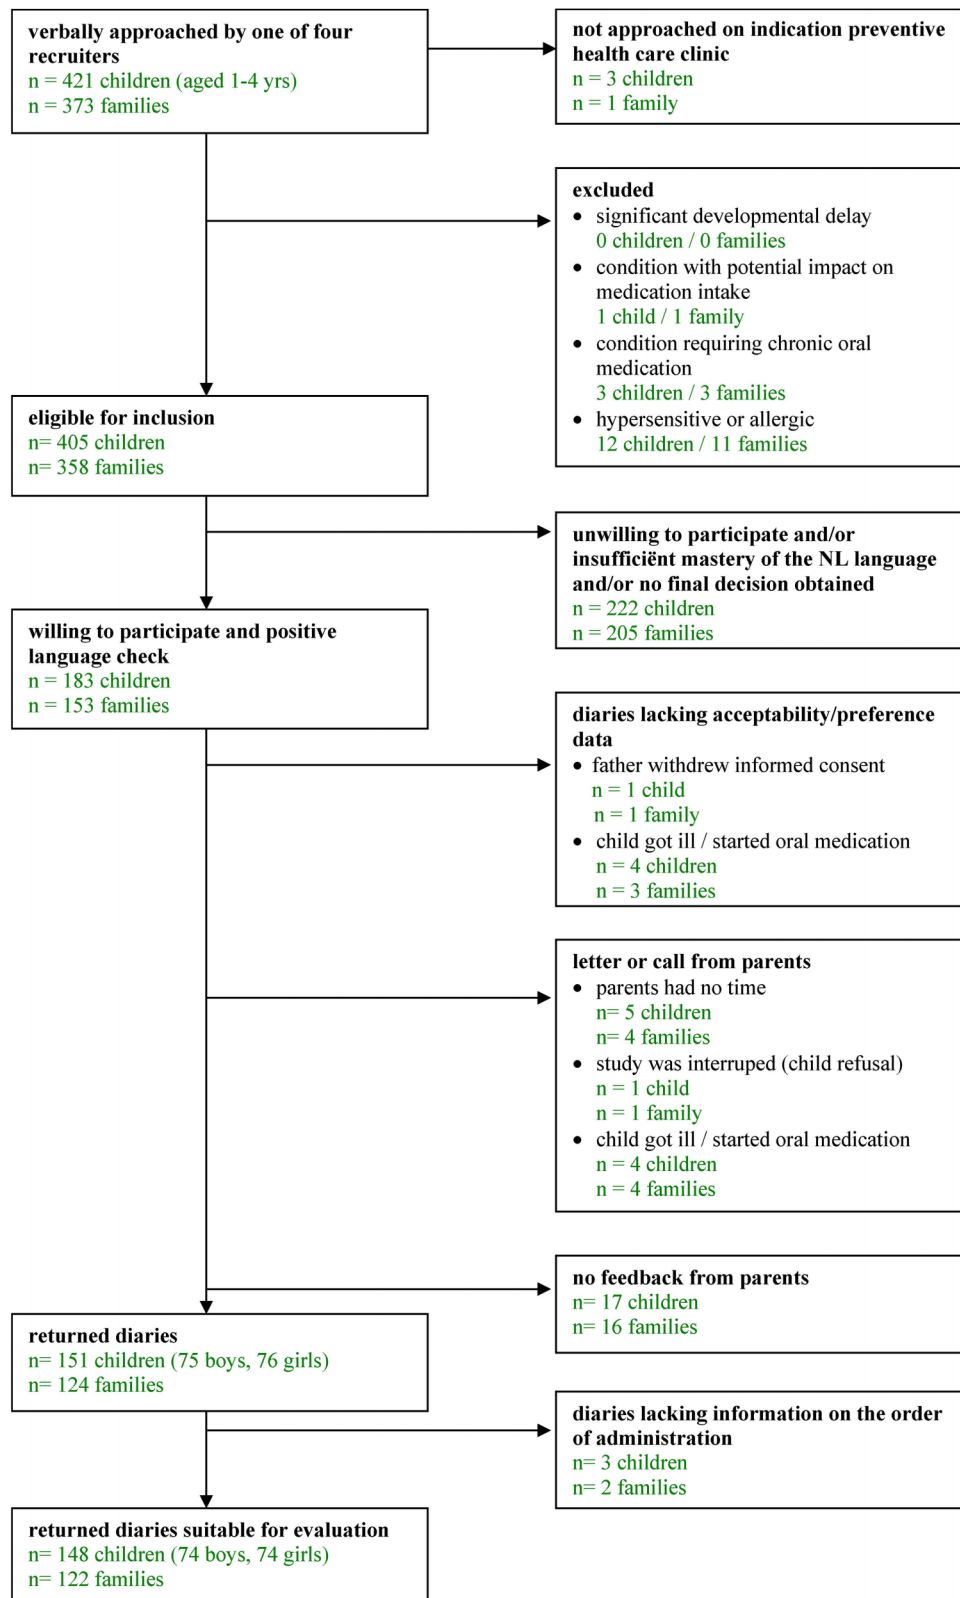 verbally approached by one of four
recruiters
n = 421 children (aged 1-4 yrs)
n = 373 families
not approached on indication preventive
health care clinic
n = 3 children
n = 1 family
excluded
• significant developmental delay
0 children / 0 families
• condition with potential impact on
medication intake
1 child / 1 family
• condition requiring chronic oral
medication
3 children / 3 families
• hypersensitive or allergic
12 children / 11 families
eligible for inclusion
n= 405 children
n= 358 families
unwilling to participate and/or
insufficiënt mastery of the NL language
and/or no final decision obtained
n = 222 children
n = 205 families
willing to participate and positive
language check
n = 183 children
n = 153 families
diaries lacking acceptability/preference
data
• father withdrew informed consent
n = 1 child
n = 1 family
• child got ill / started oral medication
n = 4 children
n = 3 families
letter or call from parents
• parents had no time
n= 5 children
n= 4 families
• study was interruped (child refusal)
n = 1 child
n = 1 family
• child got ill / started oral medication
n = 4 children
n = 4 families
no feedback from parents
n= 17 children
n= 16 families
returned diaries
n= 151 children (75 boys, 76 girls)
n= 124 families
diaries lacking information on the order
of administration
n= 3 children
n= 2 families
returned diaries suitable for evaluation
n= 148 children (74 boys, 74 girls)
n= 122 families